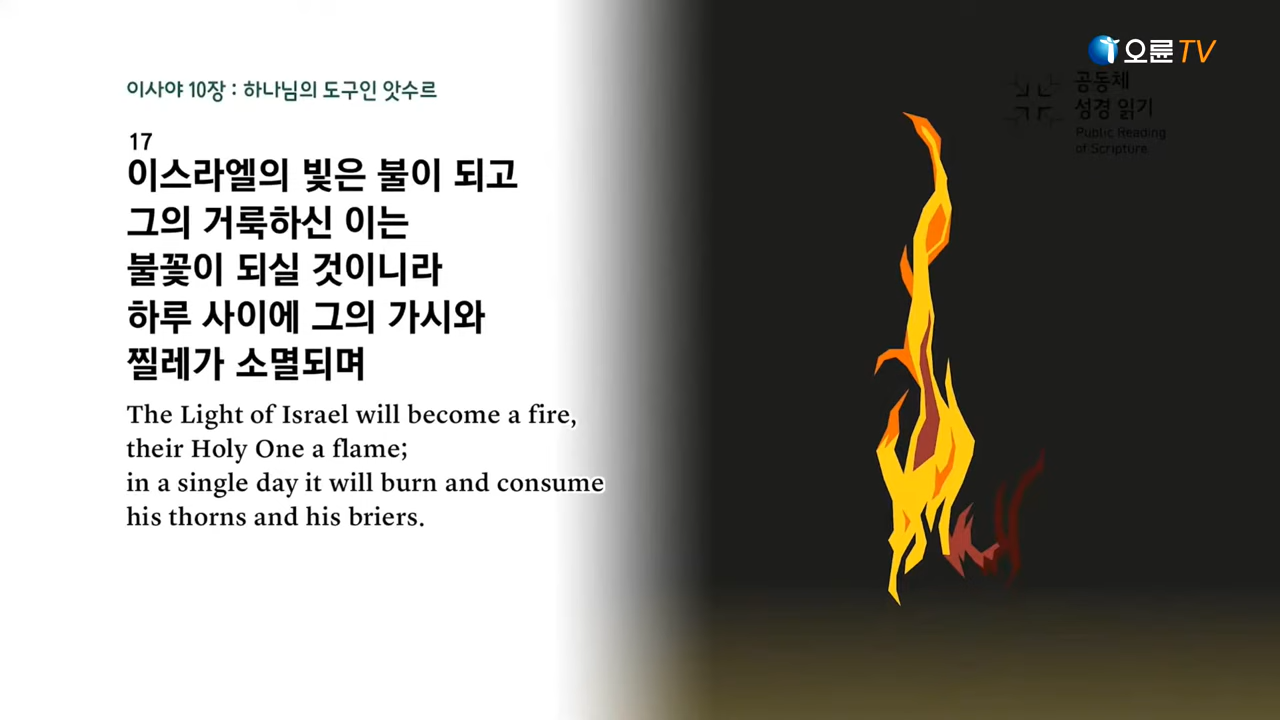 오륜TV
이사야 10장 : 하나님의 도구인 앗수르
공동체
성경 읽기
Public Reading
of Scripture
17
이스라엘의 빛은 불이 되고
그의 거룩하신 이는
불꽃이 되실 것이니라
하루 사이에 그의 가시와
찔레가 소멸되며
The Light of Israel will become a fire,
their Holy One a flame;
in a single day it will burn and consume
his thorns and his briers.